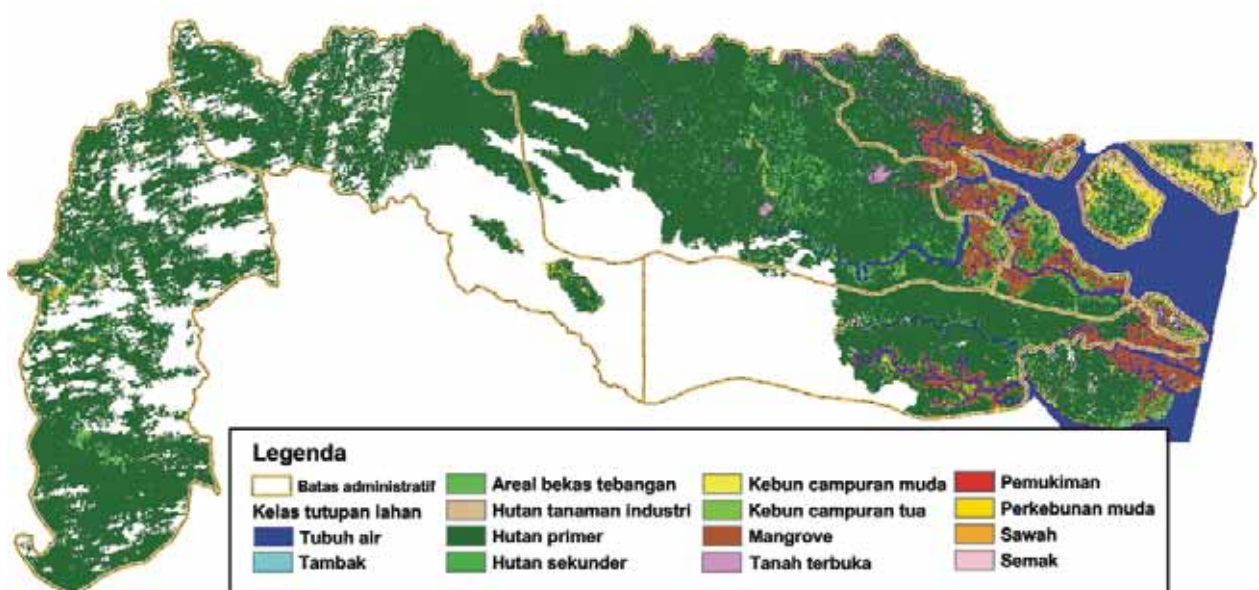 Legenda
Batas administratif
Kelas tutupan lahan
Tubuh air
Tambak
Areal bekas tebangan
Hutan tanaman industri
Hutan primer
Hutan sekunder
Kebun campuran muda
Kebun campuran tua
Mangrove
Tanah terbuka
Pemukiman
Perkebunan muda
Sawah
Semak